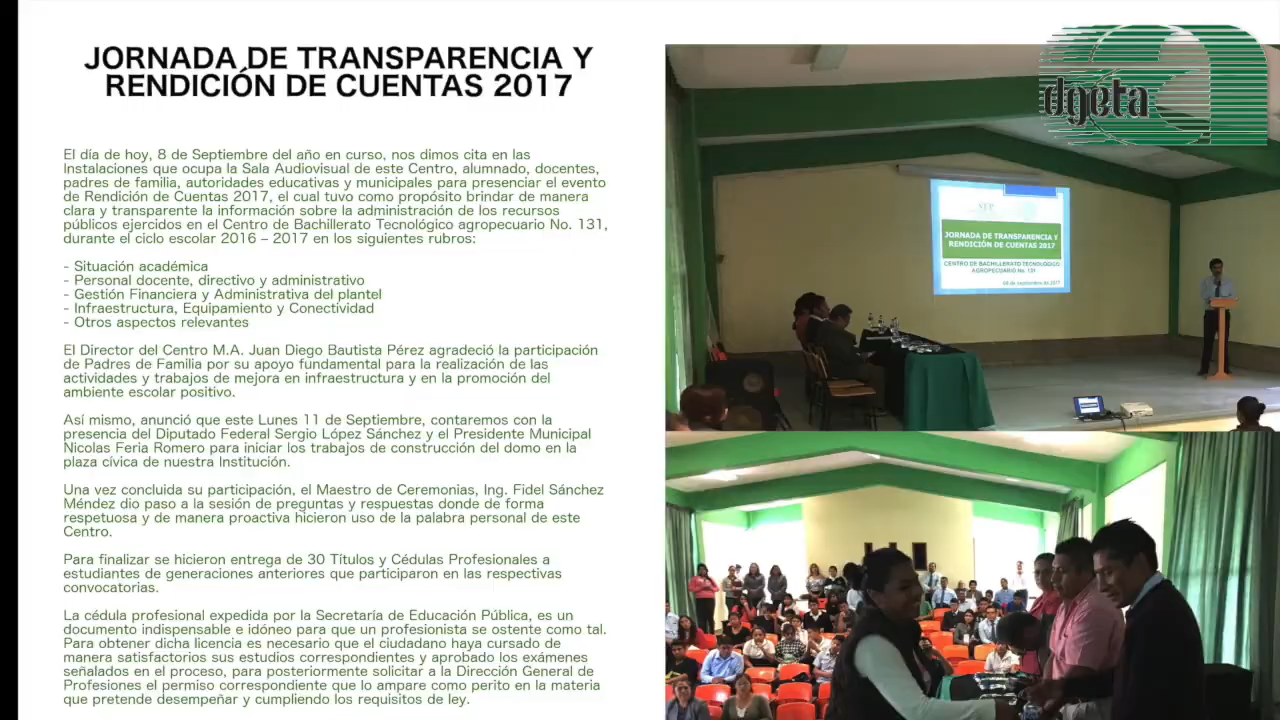 JORNADA DE TRANSPARENCIA Y
RENDICIÓN DE CUENTAS 2017
El día de hoy, 8 de Septiembre del año en curso, nos dimos cita en las
Instalaciones que ocupa la Sala Audiovisual de este Centro, alumnado, docentes,
padres de familia, autoridades educativas y municipales para presenciar el evento
de Rendición de Cuentas 2017, el cual tuvo como propósito brindar de manera
clara y transparente la información sobre la administración de los recursos
públicos ejercidos en el Centro de Bachillerato Tecnológico agropecuario No. 131,
durante el ciclo escolar 2016 – 2017 en los siguientes rubros:
- Situación académica
- Personal docente, directivo y administrativo
- Gestión Financiera y Administrativa del plantel
- Infraestructura, Equipamiento y Conectividad
- Otros aspectos relevantes
El Director del Centro M.A. Juan Diego Bautista Pérez agradeció la participación
de Padres de Familia por su apoyo fundamental para la realización de las
actividades y trabajos de mejora en infraestructura y en la promoción del
ambiente escolar positivo.
Así mismo, anunció que este Lunes 11 de Septiembre, contaremos con la
presencia del Diputado Federal Sergio López Sánchez y el Presidente Municipal
Nicolas Feria Romero para iniciar los trabajos de construcción del domo en la
plaza cívica de nuestra Institución.
Una vez concluida su participación, el Maestro de Ceremonias, Ing. Fidel Sánchez
Méndez dio paso a la sesión de preguntas y respuestas donde de forma
respetuosa y de manera proactiva hicieron uso de la palabra personal de este
Centro.
Para finalizar se hicieron entrega de 30 Títulos y Cédulas Profesionales a
estudiantes de generaciones anteriores que participaron en las respectivas
convocatorias.
La cédula profesional expedida por la Secretaría de Educación Pública, es un
documento indispensable e idóneo para que un profesionista se ostente como tal.
Para obtener dicha licencia es necesario que el ciudadano haya cursado de
manera satisfactorios sus estudios correspondientes y aprobado los exámenes
señalados en el proceso, para posteriormente solicitar a la Dirección General de
Profesiones el permiso correspondiente que lo ampare como perito en la materia
que pretende desempeñar y cumpliendo los requisitos de ley.
dgeta
SEP
JORNADA DE TRANSPARENCIA Y
RENDICIÓN DE CUENTAS 2017
CENTRO DE BACHILLERATO TECNOLÓGICO
AGROPECUARIO No. 131
08 de septiembre de 2017